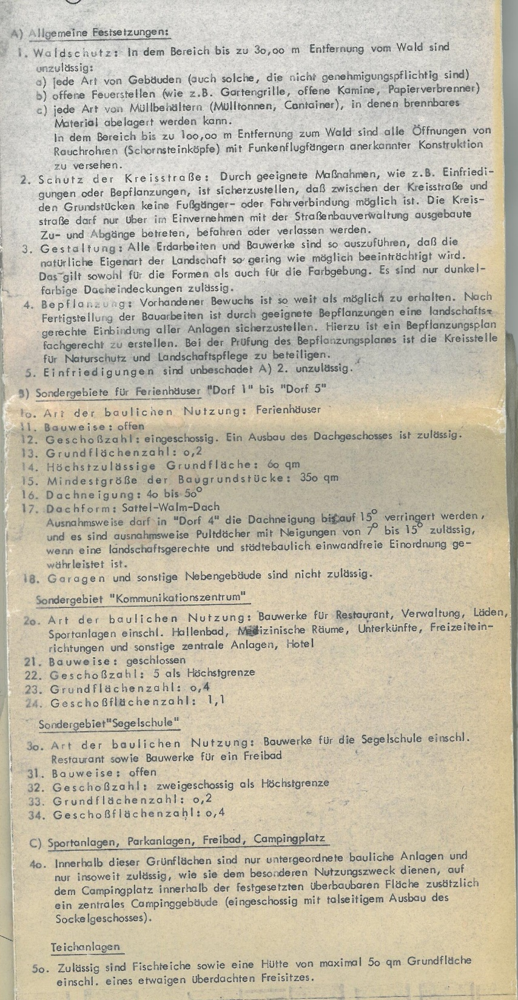 A) Allgemeine Festsetzungen:
1. Waldschutz: In dem Bereich bis zu 3o,oo m Entfernung vom Wald sind
unzulässig:
a) jede Art von Gebäuden (auch solche, die nicht genehmigungspflichtig sind)
b) offene Feuerstellen (wie z.B. Gartengrille, offene Kamine, Papierverbrenner)
c) jede Art von Müllbehältern (Mülltonnen, Container), in denen brennbares
Material abelagert werden kann.
In dem Bereich bis zu 1oo,oo m Entfernung zum Wald sind alle Öffnungen von
Rauchrohren (Schornsteinköpfe) mit Funkenflugfängern anerkannter Konstruktion
zu versehen.
2. Schutz der Kreisstraße: Durch geeignete Maßnahmen, wie z.B. Einfriedi-
gungen oder Bepflanzungen, ist sicherzustellen, daß zwischen der Kreisstraße und
den Grundstücken keine Fußgänger- oder Fahrverbindung möglich ist. Die Kreis-
straße darf nur über im Einvernehmen mit der Straßenbauverwaltung ausgebaute
Zu- und Abgänge betreten, befahren oder verlassen werden.
3. Gestaltung: Alle Erdarbeiten und Bauwerke sind so auszuführen, daß die
natürliche Eigenart der Landschaft so gering wie möglich beeinträchtigt wird.
Das gilt sowohl für die Formen als auch für die Farbgebung. Es sind nur dunkel-
farbige Dacheindeckungen zulässig.
4. Bepflanzung: Vorhandener Bewuchs ist so weit als möglich zu erhalten. Nach
Fertigstellung der Bauarbeiten ist durch geeignete Bepflanzungen eine landschafts-
gerechte Einbindung aller Anlagen sicherzustellen. Hierzu ist ein Bepflanzungsplan
fachgerecht zu erstellen. Bei der Prüfung des Bepflanzungsplanes ist die Kreisstelle
für Naturschutz und Landschaftspflege zu beteiligen.
5. Einfriedigungen sind unbeschadet A) 2. unzulässig.
B) Sondergebiete für Ferienhäuser "Dorf 1" bis "Dorf 5"
1o. Art der baulichen Nutzung: Ferienhäuser
11. Bauweise: offen
12. Geschoßzahl: eingeschossig. Ein Ausbau des Dachgeschosses ist zulässig.
13. Grundflächenzahl: o,2
14. Höchstzulässige Grundfläche: 6o qm
15. Mindestgröße der Baugrundstücke: 35o qm
16. Dachneigung: 4o bis 5o°
17. Dachform: Sattel-Walm-Dach
Ausnahmsweise darf in "Dorf 4" die Dachneigung bis auf 15° verringert werden,
und es sind ausnahmsweise Pultdächer mit Neigungen von 7° bis 15° zulässig,
wenn eine landschaftsgerechte und städtebaulich einwandfreie Einordnung ge-
währleistet ist.
18. Garagen und sonstige Nebengebäude sind nicht zulässig.
Sondergebiet "Kommunikationszentrum"
2o. Art der baulichen Nutzung: Bauwerke für Restaurant, Verwaltung, Läden,
Sportanlagen einschl. Hallenbad, Medizinische Räume, Unterkünfte, Freizeitein-
richtungen und sonstige zentrale Anlagen, Hotel
21. Bauweise: geschlossen
22. Geschoßzahl: 5 als Höchstgrenze
23. Grundflächenzahl: o,4
24. Geschoßflächenzahl: 1,1
Sondergebiet"Segelschule"
3o. Art der baulichen Nutzung: Bauwerke für die Segelschule einschl.
Restaurant sowie Bauwerke für ein Freibad
31. Bauweise: offen
32. Geschoßzahl: zweigeschossig als Höchstgrenze
33. Grundflächenzahl: o,2
34. Geschoßflächenzahl: o,4
C) Sportanlagen, Parkanlagen, Freibad, Campingplatz
4o. Innerhalb dieser Grünflächen sind nur untergeordnete bauliche Anlagen und
nur insoweit zulässig, wie sie dem besonderen Nutzungszweck dienen, auf
dem Campingplatz innerhalb der festgesetzten überbaubaren Fläche zusätzlich
ein zentrales Campinggebäude (eingeschossig mit talseitigem Ausbau des
Sockelgeschosses).
Teichanlagen
5o. Zulässig sind Fischteiche sowie eine Hütte von maximal 5o qm Grundfläche
einschl. eines etwaigen überdachten Freisitzes.